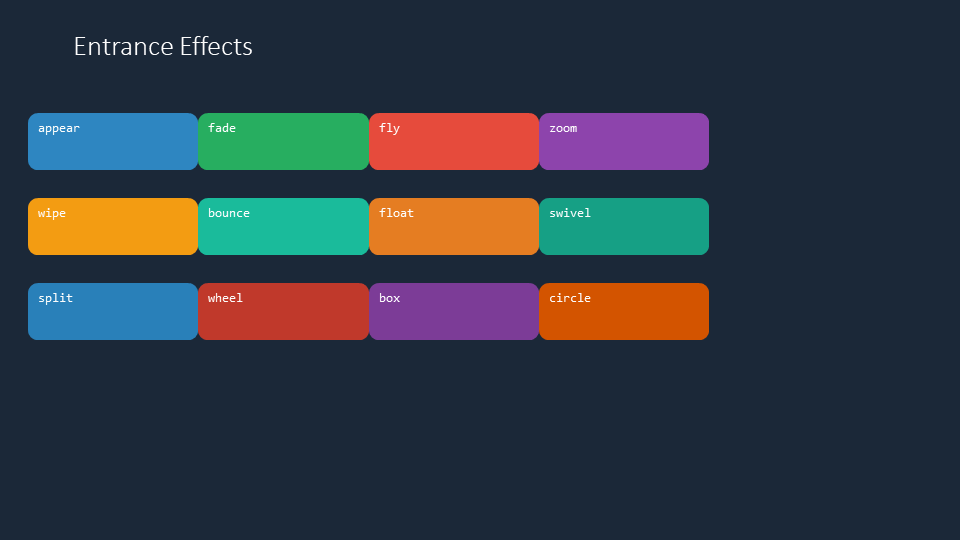 Entrance Effects
appear
fade
fly
zoom
wipe
bounce
float
swivel
split
wheel
box
circle